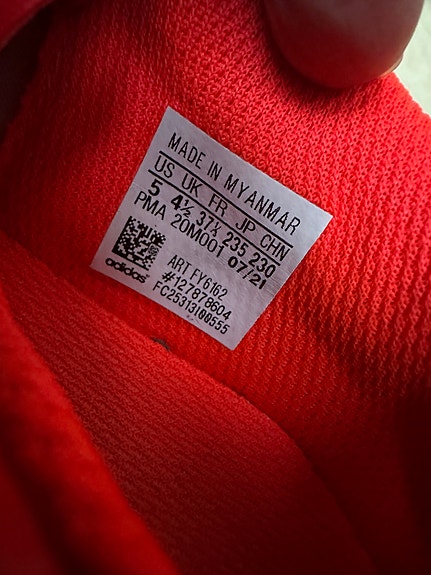 MADE IN MYANMAR
US UK FR JP CHN
5 4½ 37⅓ 235 230
PMA 20M001 07/21
ART FY6162
#127878604
FC25313100555
adidas